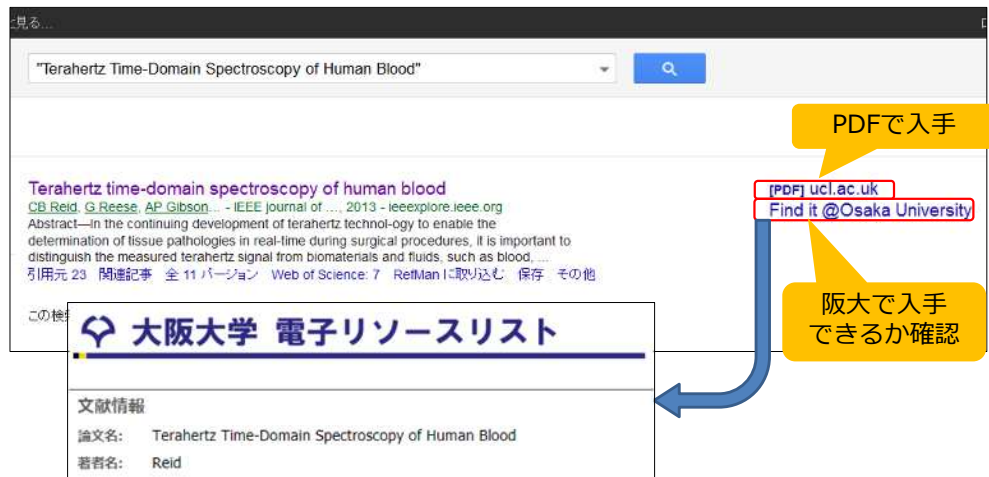 に見る...
"Terahertz Time-Domain Spectroscopy of Human Blood"
PDFで入手
Terahertz time-domain spectroscopy of human blood
[PDF] ucl.ac.uk
CB Reid, G Reese, AP Gibson... - IEEE journal of ..., 2013 - ieeexplore.ieee.org
Find it @Osaka University
Abstract—In the continuing development of terahertz technol-ogy to enable the
determination of tissue pathologies in real-time during surgical procedures, it is important to
distinguish the measured terahertz signal from biomaterials and fluids, such as blood, ...
引用元 23 関連記事 全 11 バージョン Web of Science: 7 RefMan に取り込む 保存 その他
阪大で入手
できるか確認
この検
大阪大学 電子リソースリスト
文献情報
論文名: Terahertz Time-Domain Spectroscopy of Human Blood
著者名: Reid